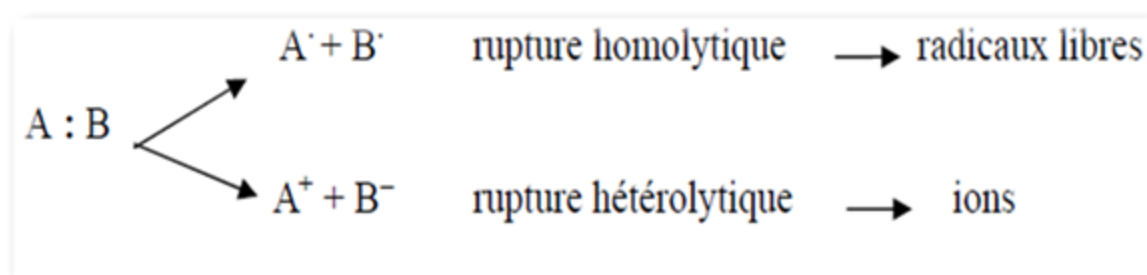 A· + B· rupture homolytique → radicaux libres
A : B
A⁺ + B⁻ rupture hétérolytique → ions